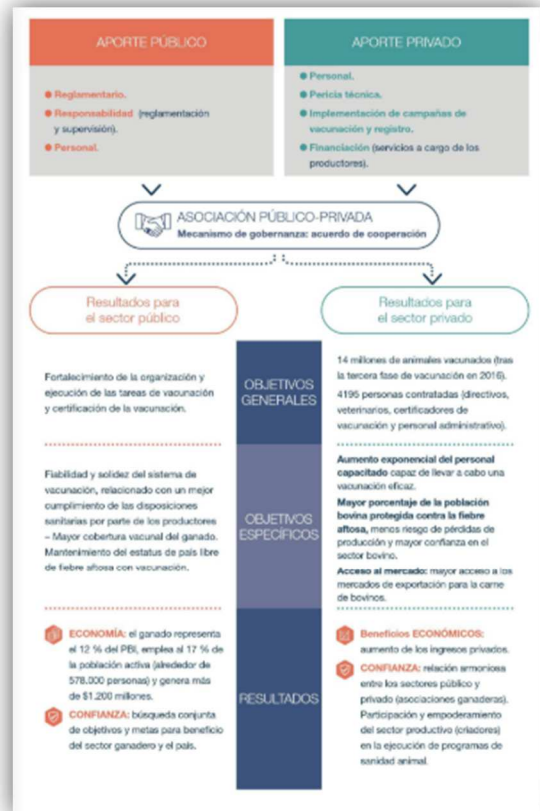 APORTE PÚBLICO
● Reglamentario.
● Responsabilidad (reglamentación
y supervisión).
● Personal.
APORTE PRIVADO
● Personal.
● Pericia técnica.
● Implementación de campañas de
vacunación y registro.
● Financiación (servicios a cargo de los
productores).
ASOCIACIÓN PÚBLICO-PRIVADA
Mecanismo de gobernanza: acuerdo de cooperación
Resultados para
el sector público
Resultados para
el sector privado
Fortalecimiento de la organización y
ejecución de las tareas de vacunación
y certificación de la vacunación.
OBJETIVOS
GENERALES
14 millones de animales vacunados (tras
la tercera fase de vacunación en 2016).
4195 personas contratadas (directivos,
veterinarios, certificadores de
vacunación y personal administrativo).
Fiabilidad y solidez del sistema de
vacunación, relacionado con un mejor
cumplimiento de las disposiciones
sanitarias por parte de los productores
– Mayor cobertura vacunal del ganado.
Mantenimiento del estatus de país libre
de fiebre aftosa con vacunación.
OBJETIVOS
ESPECÍFICOS
Aumento exponencial del personal
capacitado capaz de llevar a cabo una
vacunación eficaz.
Mayor porcentaje de la población
bovina protegida contra la fiebre
aftosa, menos riesgo de pérdidas de
producción y mayor confianza en el
sector bovino.
Acceso al mercado: mayor acceso a los
mercados de exportación para la carne
de bovinos.
ECONOMÍA: el ganado representa
el 12 % del PBI, emplea al 17 % de
la población activa (alrededor de
578.000 personas) y genera más
de $1.200 millones.
CONFIANZA: búsqueda conjunta
de objetivos y metas para beneficio
del sector ganadero y el país.
RESULTADOS
Beneficios ECONÓMICOS:
aumento de los ingresos privados.
CONFIANZA: relación armoniosa
entre los sectores público y
privado (asociaciones ganaderas).
Participación y empoderamiento
del sector productivo (criadores)
en la ejecución de programas de
sanidad animal.